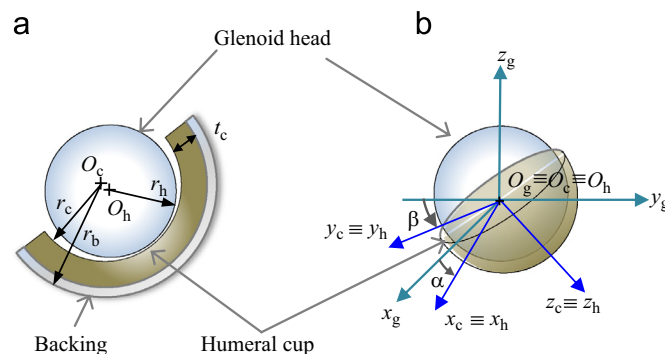 a
b
Glenoid head
z_g
t_c
O_c
r_h
O_h
r_c
r_b
O_g≡O_c≡O_h
y_g
β
y_c ≡ y_h
α
z_c≡ z_h
x_g
x_c ≡ x_h
Backing
Humeral cup